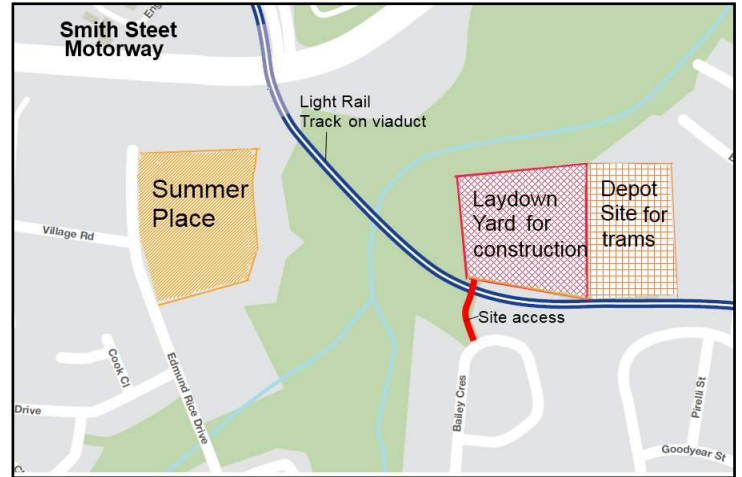 Smith Steet
Motorway
Light Rail
Track on viaduct
Summer
Place
Laydown
Yard for
construction
Depot
Site for
trams
Village Rd
Site access
Cook Cl
Edmund Rice Drive
Drive
Bailey Cres
Pirelli St
Goodyear St